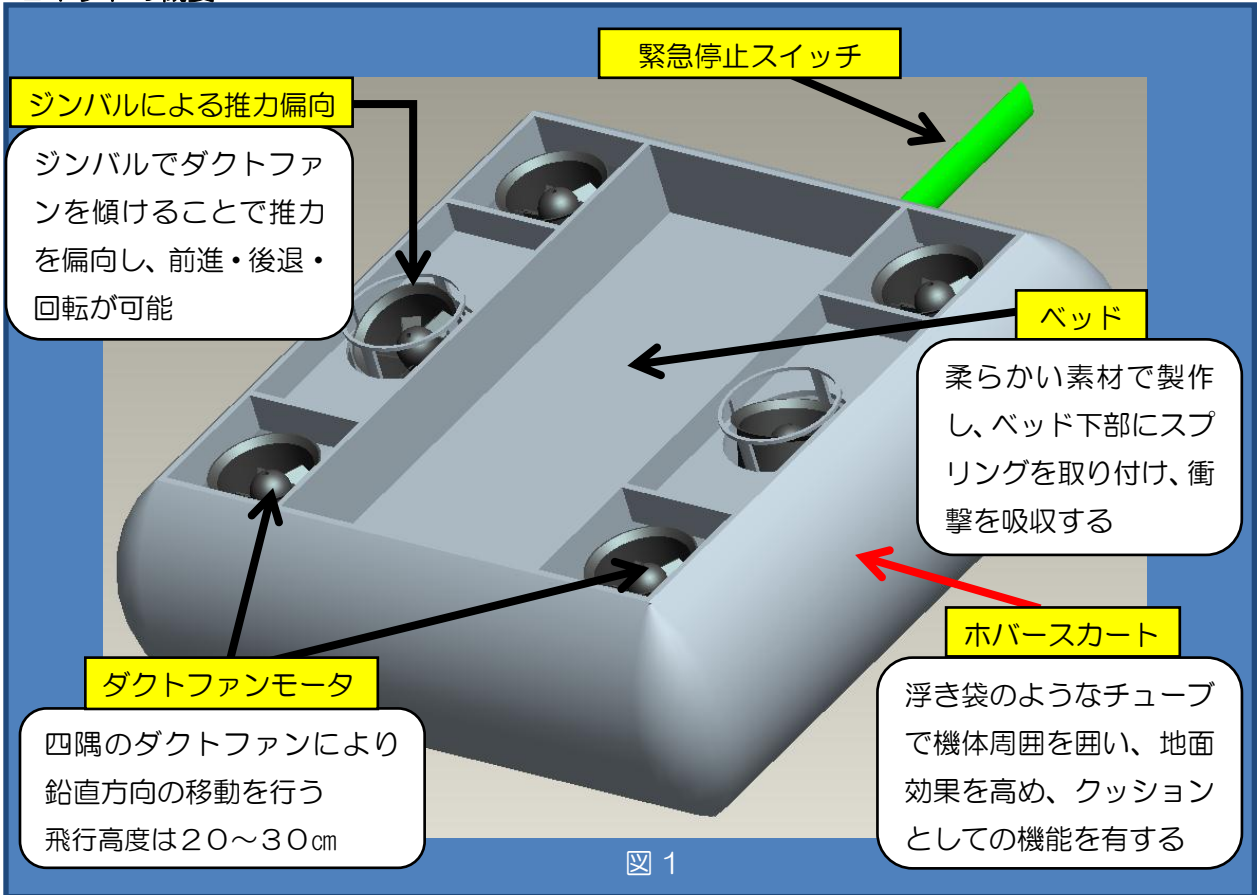 緊急停止スイッチ
ジンバルによる推力偏向
ジンバルでダクトファ
ンを傾けることで推力
を偏向し、前進・後退・
回転が可能
ベッド
柔らかい素材で製作
し、ベッド下部にスプ
リングを取り付け、衝
撃を吸収する
ダクトファンモータ
四隅のダクトファンにより
鉛直方向の移動を行う
飛行高度は20～30㎝
ホバースカート
浮き袋のようなチューブ
で機体周囲を囲い、地面
効果を高め、クッション
としての機能を有する
図1